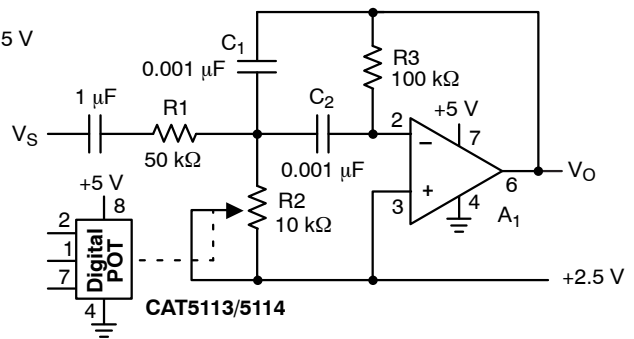 5 V
C1
0.001 μF
R3
100 kΩ
1 μF
R1
C2
+5 V
VS
50 kΩ
0.001 μF
2
7
–
+
3
4
6
VO
A1
+5 V
8
R2
10 kΩ
2
1
7
Digital
POT
4
CAT5113/5114
+2.5 V